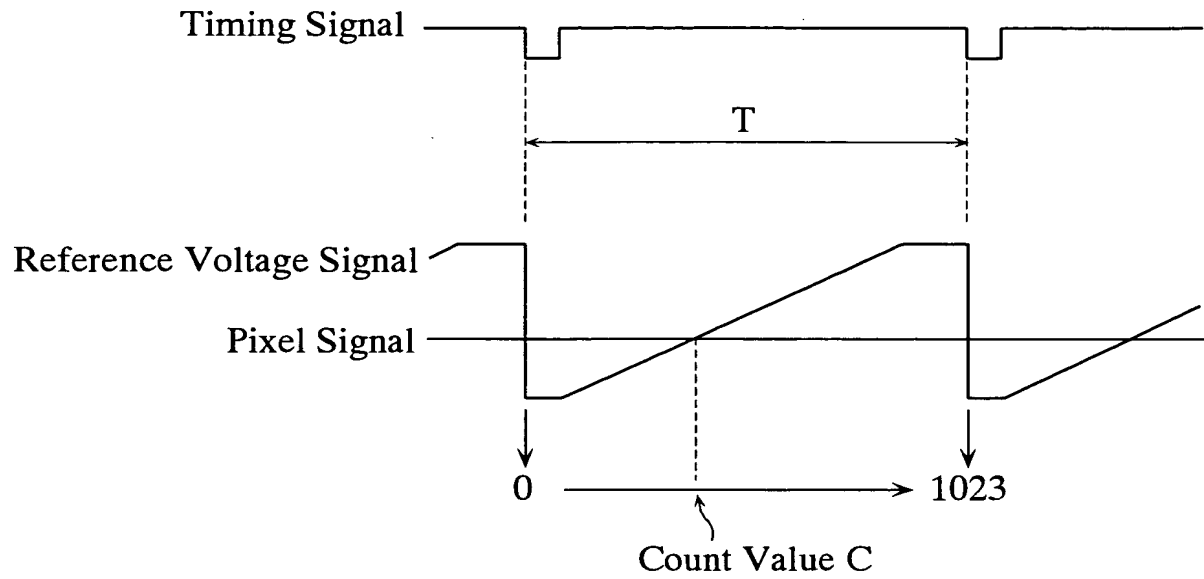 Timing Signal
T
Reference Voltage Signal
Pixel Signal
0
1023
Count Value C